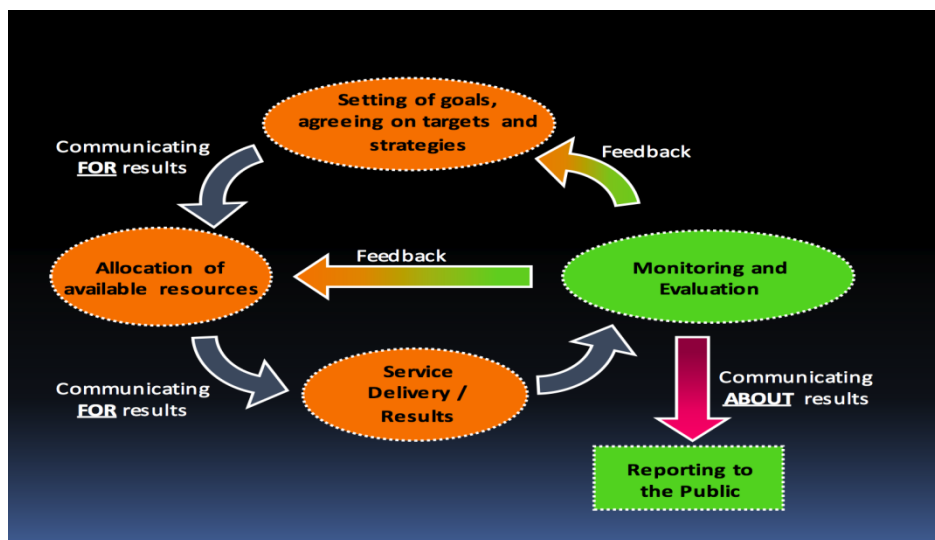 Setting of goals,
agreeing on targets and
strategies
Communicating
FOR results
Feedback
Allocation of
available resources
Feedback
Monitoring and
Evaluation
Communicating
FOR results
Service
Delivery /
Results
Communicating
ABOUT results
Reporting to
the Public